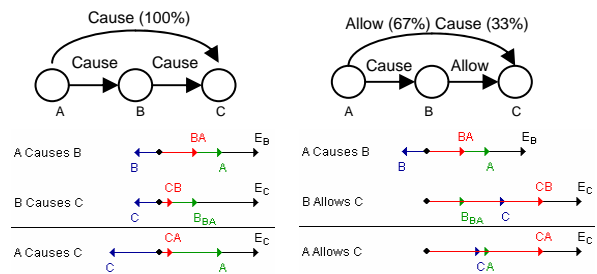 Cause (100%)
Cause Cause
A B C
BA E_B
A Causes B
B A
CB E_C
B Causes C
C B_BA
CA E_C
A Causes C
C A
Allow (67%) Cause (33%)
Cause Allow
A B C
BA E_B
A Causes B
B A
CB E_C
B Allows C
B_BA C
CA E_C
A Allows C
C A